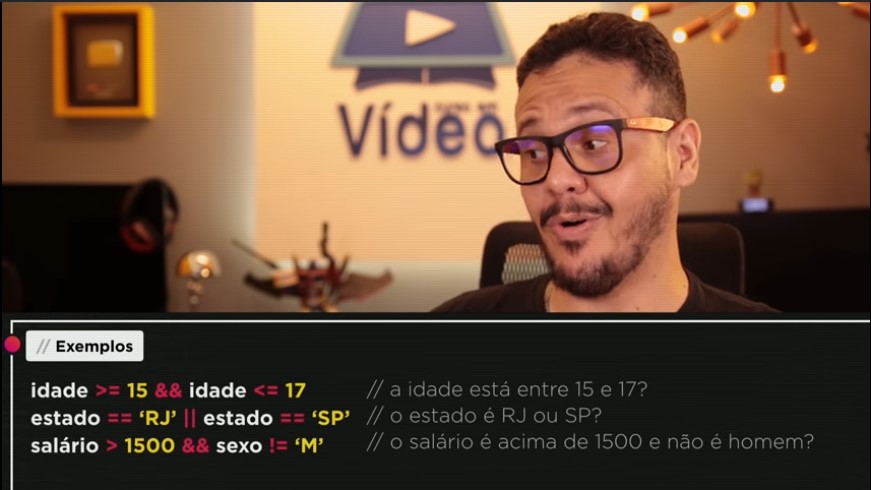 Vídeo
// Exemplos
idade >= 15 && idade <= 17 // a idade está entre 15 e 17?
estado == ‘RJ’ || estado == ‘SP’ // o estado é RJ ou SP?
salário > 1500 && sexo != ‘M’ // o salário é acima de 1500 e não é homem?